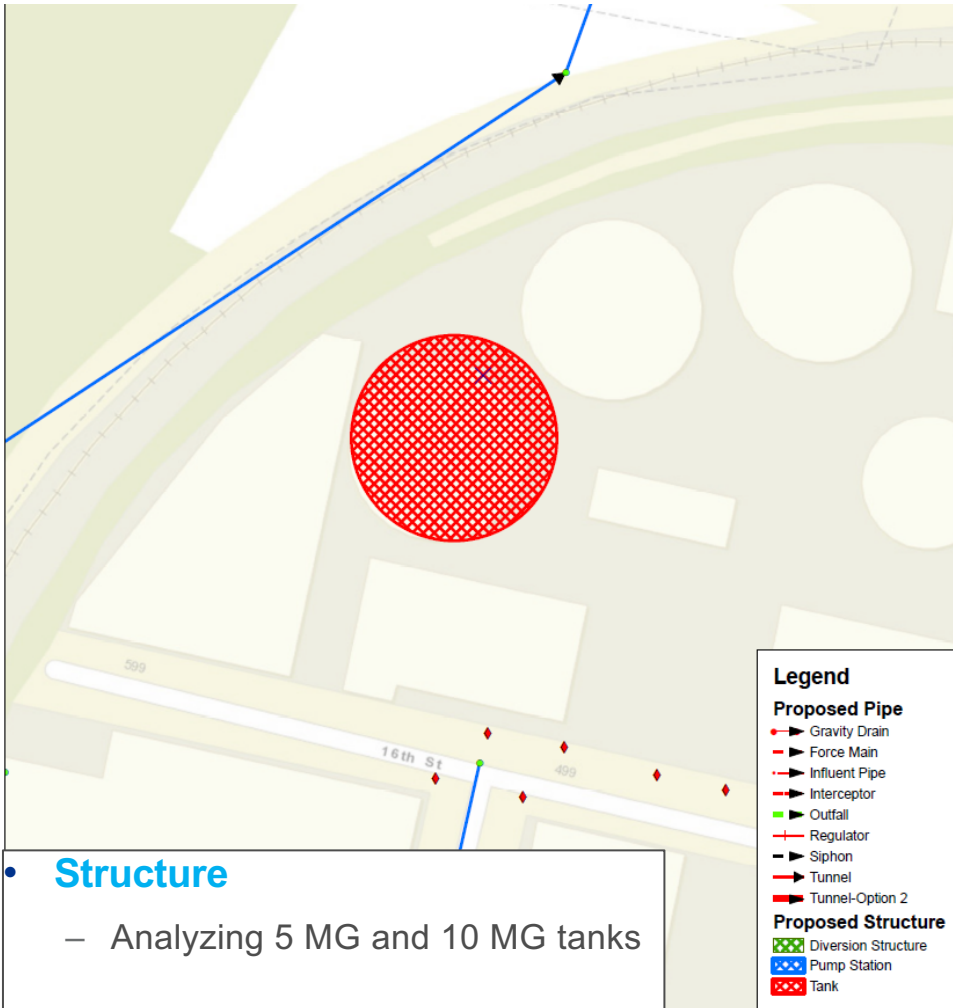 599
16th St
499
• Structure
– Analyzing 5 MG and 10 MG tanks
Legend
Proposed Pipe
Gravity Drain
Force Main
Influent Pipe
Interceptor
Outfall
Regulator
Siphon
Tunnel
Tunnel-Option 2
Proposed Structure
Diversion Structure
Pump Station
Tank